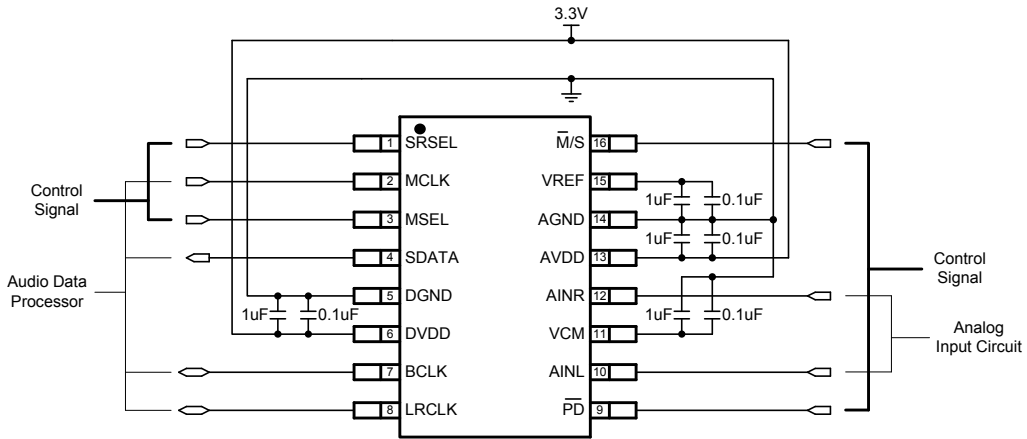 3.3V
Control
Signal
Audio Data
Processor
1 SRSEL
2 MCLK
3 MSEL
4 SDATA
5 DGND
6 DVDD
7 BCLK
8 LRCLK
1uF 0.1uF
M̅/S 16
VREF 15
AGND 14
AVDD 13
AINR 12
VCM 11
AINL 10
P̅D̅ 9
1uF 0.1uF
1uF 0.1uF
1uF 0.1uF
Control
Signal
Analog
Input Circuit